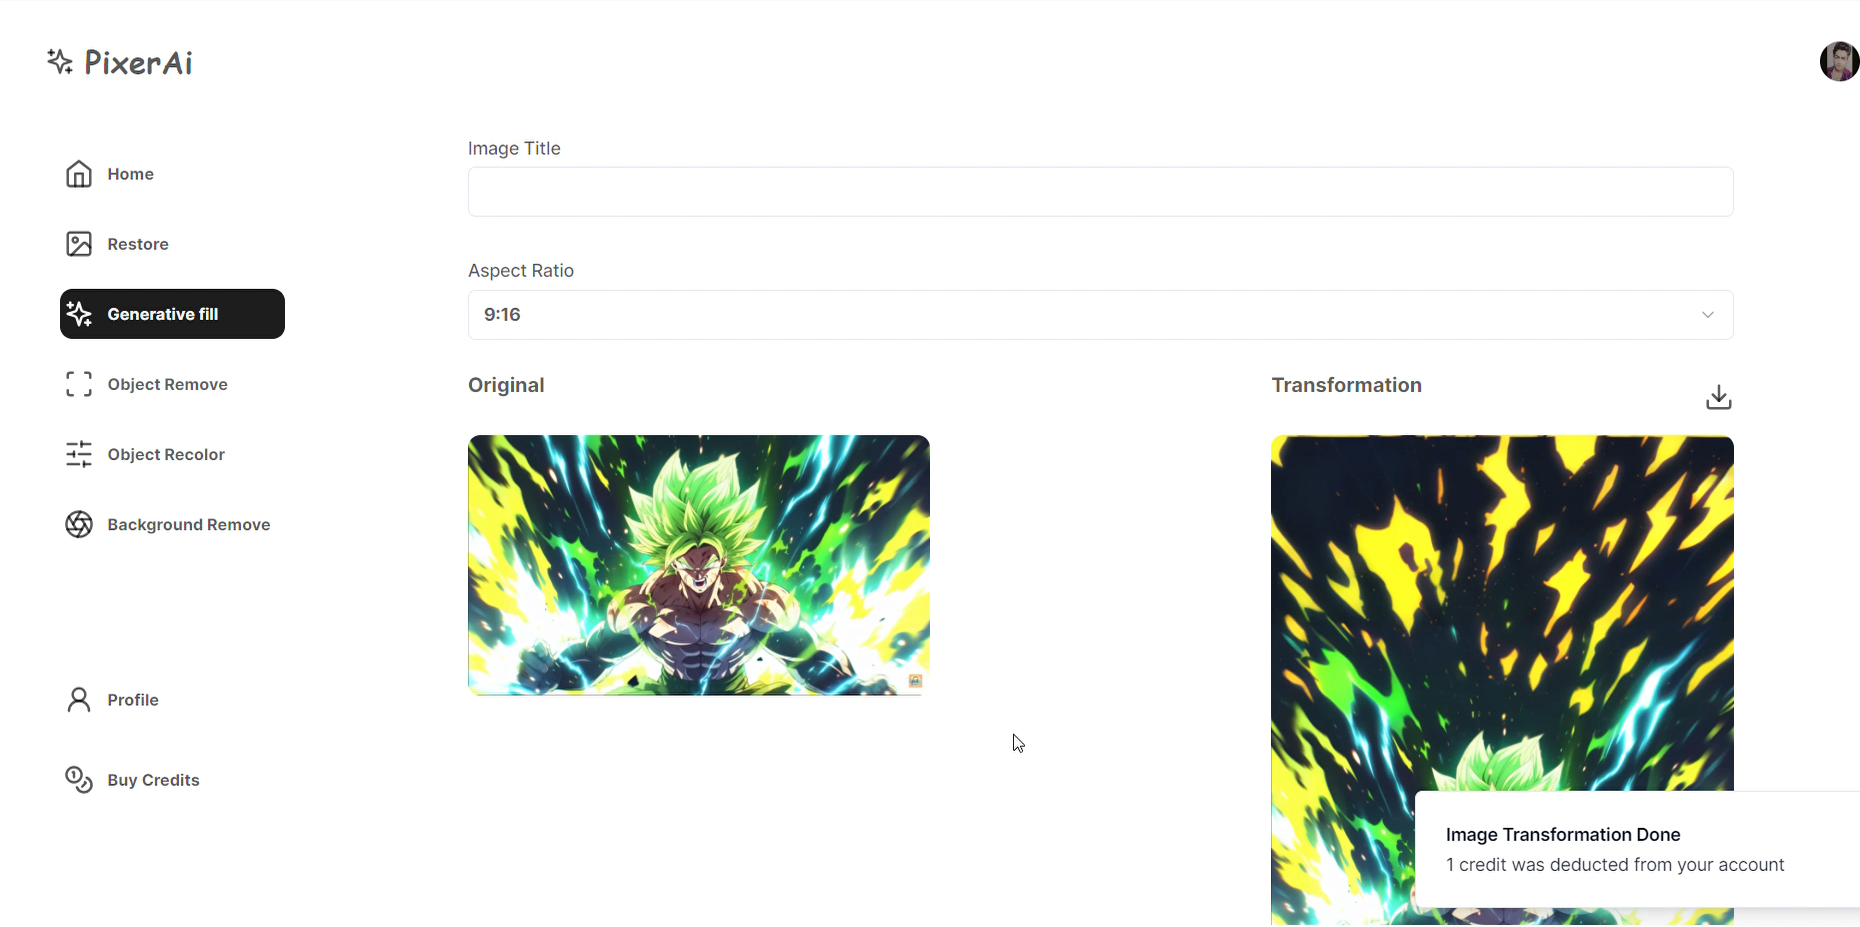 PixerAi
Home
Restore
Generative fill
Object Remove
Object Recolor
Background Remove
Profile
Buy Credits
Image Title
Aspect Ratio
9:16
Original
Transformation
Image Transformation Done
1 credit was deducted from your account